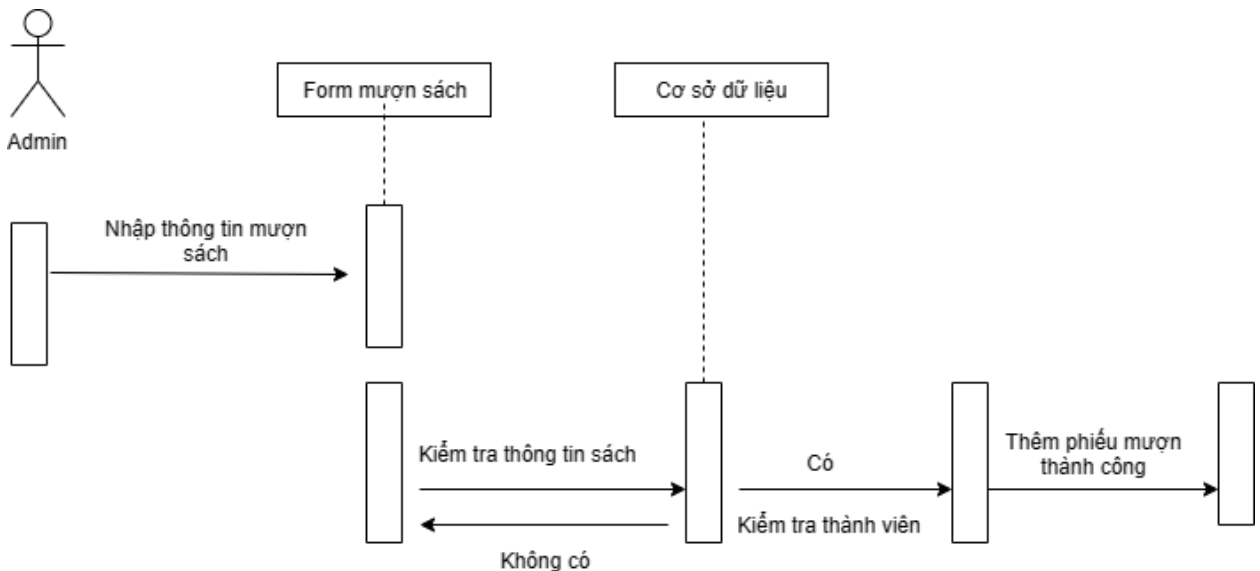 Form mượn sách
Cơ sở dữ liệu
Admin
Nhập thông tin mượn
sách
Kiểm tra thông tin sách
Có
Thêm phiếu mượn
thành công
Kiểm tra thành viên
Không có